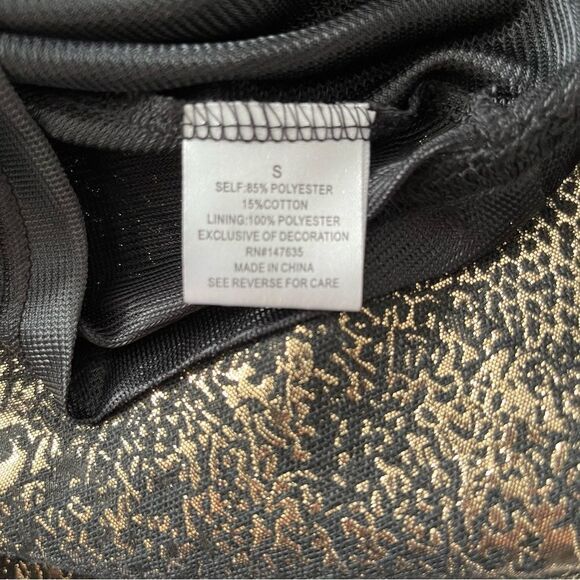 S
SELF:85% POLYESTER
15%COTTON
LINING:100% POLYESTER
EXCLUSIVE OF DECORATION
RN#147635
MADE IN CHINA
SEE REVERSE FOR CARE